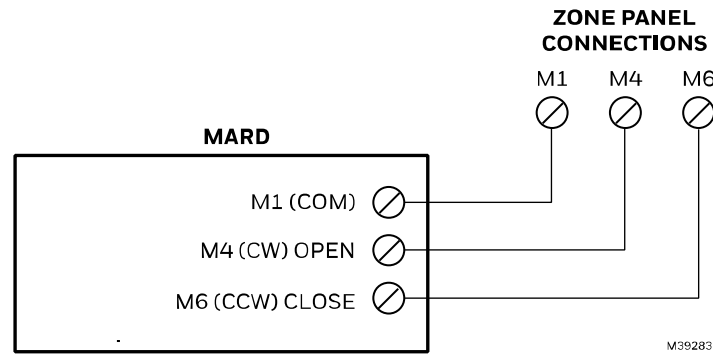 ZONE PANEL
CONNECTIONS
M1 M4 M6
MARD
M1 (COM)
M4 (CW) OPEN
M6 (CCW) CLOSE
M39283